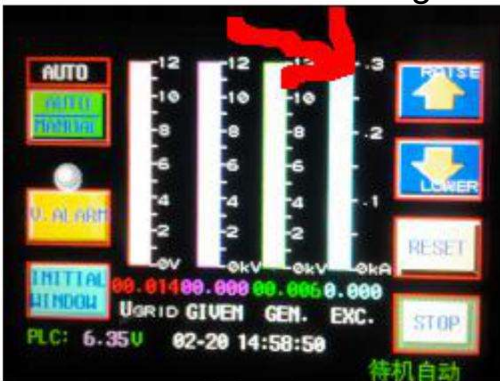 AUTO
AUTO
MANUAL
V.ALARM
INITIAL
WINDOW
12 12 12 .3
10 10 10
8 8 8 .2
6 6 6
4 4 4 .1
2 2 2
0V 0kV 0kV 0kA
00.014 00.000 00.006 0.000
UGRID GIVEN GEN. EXC.
PLC: 6.35V 02-20 14:58:50
RAISE
LOWER
RESET
STOP
待机自动